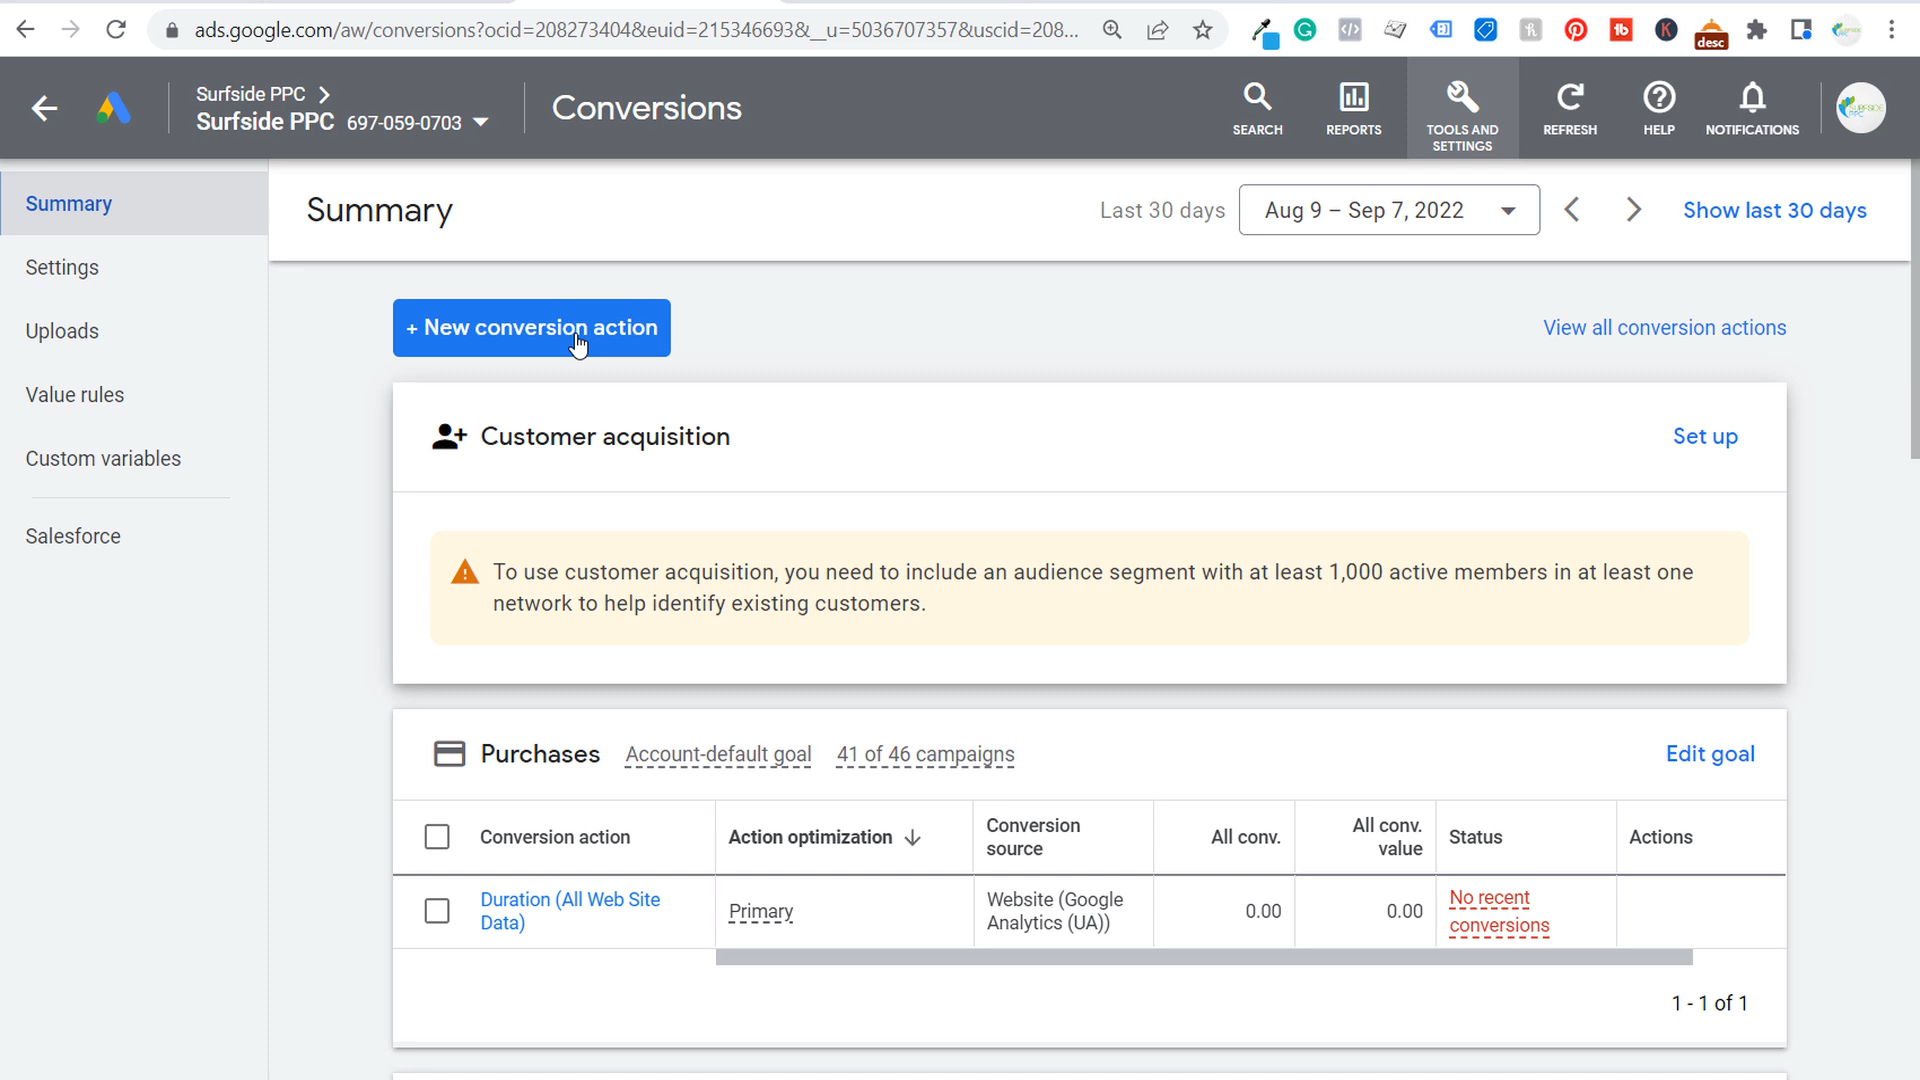 ads.google.com/aw/conversions?ocid=208273404&euid=215346693&__u=5036707357&uscid=208...
desc
Surfside PPC
Surfside PPC 697-059-0703
Conversions
SEARCH
REPORTS
TOOLS AND
SETTINGS
REFRESH
HELP
NOTIFICATIONS
Summary
Settings
Uploads
Value rules
Custom variables
Salesforce
Summary
Last 30 days
Aug 9 – Sep 7, 2022
Show last 30 days
+ New conversion action
View all conversion actions
Customer acquisition
Set up
To use customer acquisition, you need to include an audience segment with at least 1,000 active members in at least one
network to help identify existing customers.
Purchases Account-default goal 41 of 46 campaigns
Edit goal
Conversion action
Action optimization
Conversion
source
All conv.
All conv.
value
Status
Actions
Duration (All Web Site
Data)
Primary
Website (Google
Analytics (UA))
0.00
0.00
No recent
conversions
1 - 1 of 1